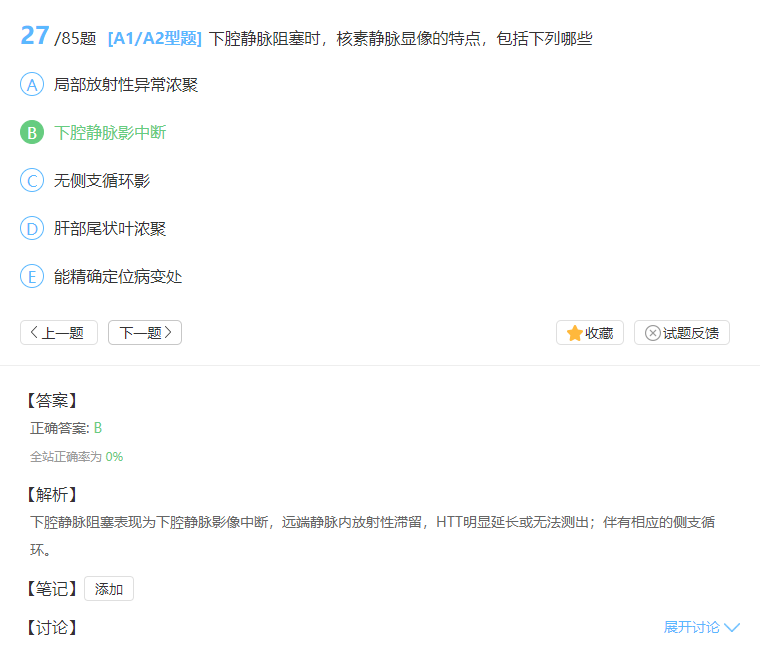 27 /85题 [A1/A2型题] 下腔静脉阻塞时，核素静脉显像的特点，包括下列哪些
A 局部放射性异常浓聚
B 下腔静脉影中断
C 无侧支循环影
D 肝部尾状叶浓聚
E 能精确定位病变处
上一题 下一题 收藏 试题反馈
【答案】
正确答案: B
全站正确率为 0%
【解析】
下腔静脉阻塞表现为下腔静脉影像中断，远端静脉内放射性滞留，HTT明显延长或无法测出；伴有相应的侧支循
环。
【笔记】 添加
【讨论】 展开讨论